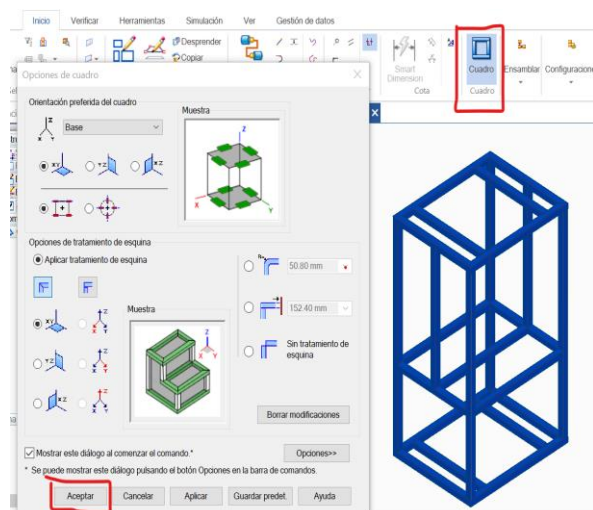 Inicio Verificar Herramientas Simulación Ver Gestión de datos
Desprender
Copiar
Smart
Dimension
Cota
Cuadro
Cuadro
Ensamblar
Configuracione
Opciones de cuadro
Orientación preferida del cuadro
Base
Muestra
Z
X
Y
Opciones de tratamiento de esquina
Aplicar tratamiento de esquina
50.80 mm
152.40 mm
Sin tratamiento de
esquina
Muestra
Z
X Y
Borrar modificaciones
Mostrar este diálogo al comenzar el comando.*
Opciones>>
* Se puede mostrar este diálogo pulsando el botón Opciones en la barra de comandos.
Aceptar Cancelar Aplicar Guardar predet. Ayuda